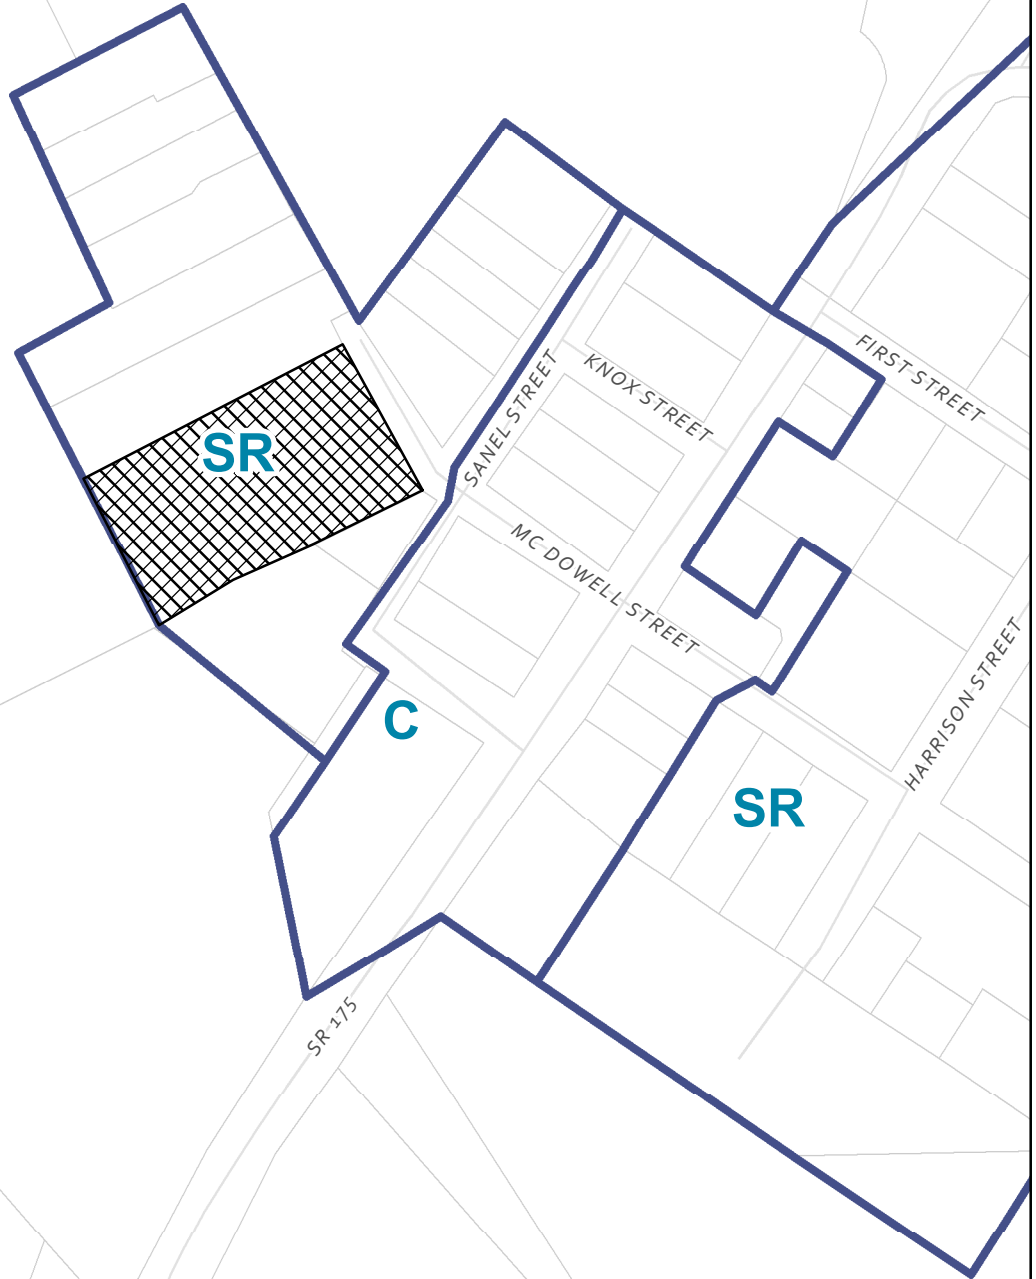 FIRST STREET
KNOX STREET
SANEL STREET
SR
MC DOWELL STREET
HARRISON STREET
C
SR
SR 175